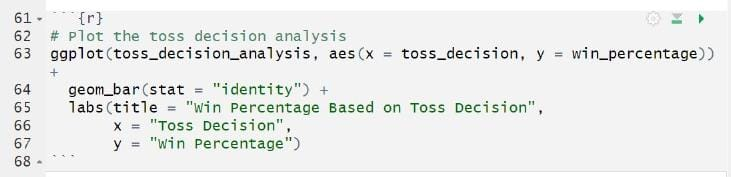 61 ```{r}
62 # Plot the toss decision analysis
63 ggplot(toss_decision_analysis, aes(x = toss_decision, y = win_percentage))
+
64   geom_bar(stat = "identity") +
65   labs(title = "Win Percentage Based on Toss Decision",
66        x = "Toss Decision",
67        y = "Win Percentage")
68 ```